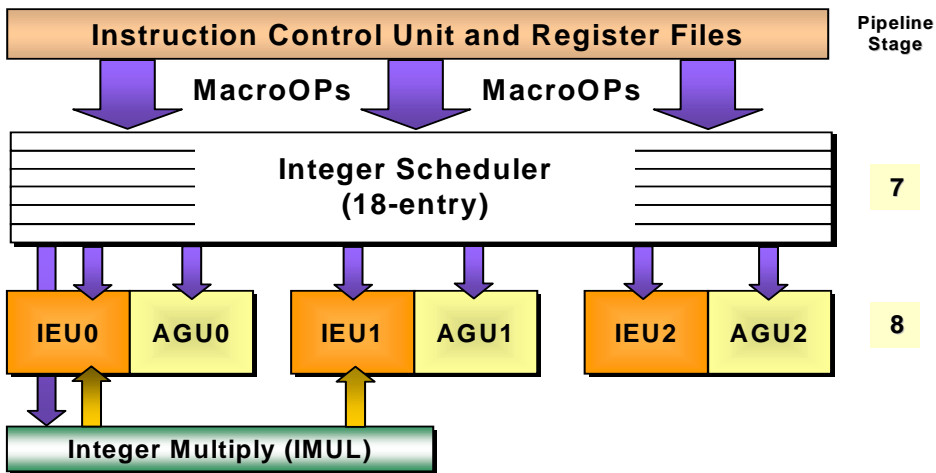 Instruction Control Unit and Register Files
Pipeline
Stage
MacroOPs
MacroOPs
Integer Scheduler
(18-entry)
7
IEU0
AGU0
IEU1
AGU1
IEU2
AGU2
8
Integer Multiply (IMUL)